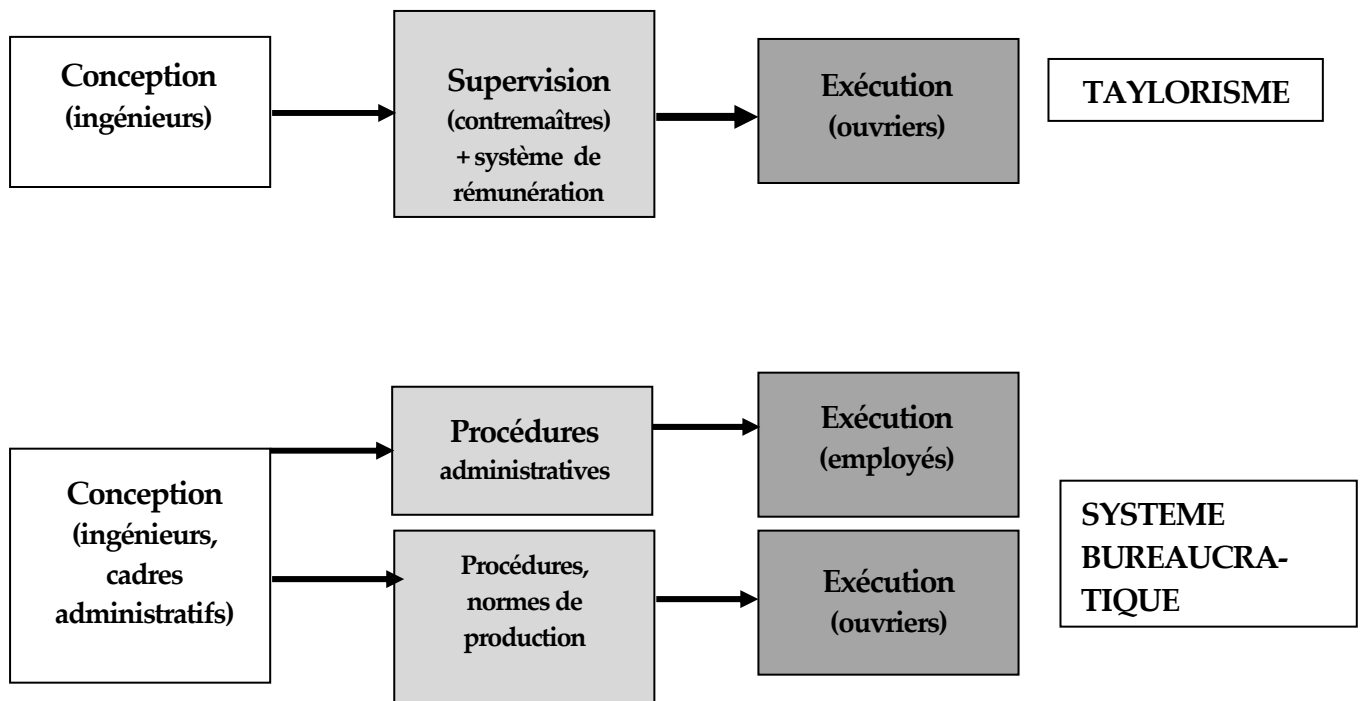 Conception
(ingénieurs)
Supervision
(contremaîtres)
+ système de
rémunération
Exécution
(ouvriers)
TAYLORISME
Conception
(ingénieurs,
cadres
administratifs)
Procédures
administratives
Exécution
(employés)
Procédures,
normes de
production
Exécution
(ouvriers)
SYSTEME
BUREAUCRA-
TIQUE